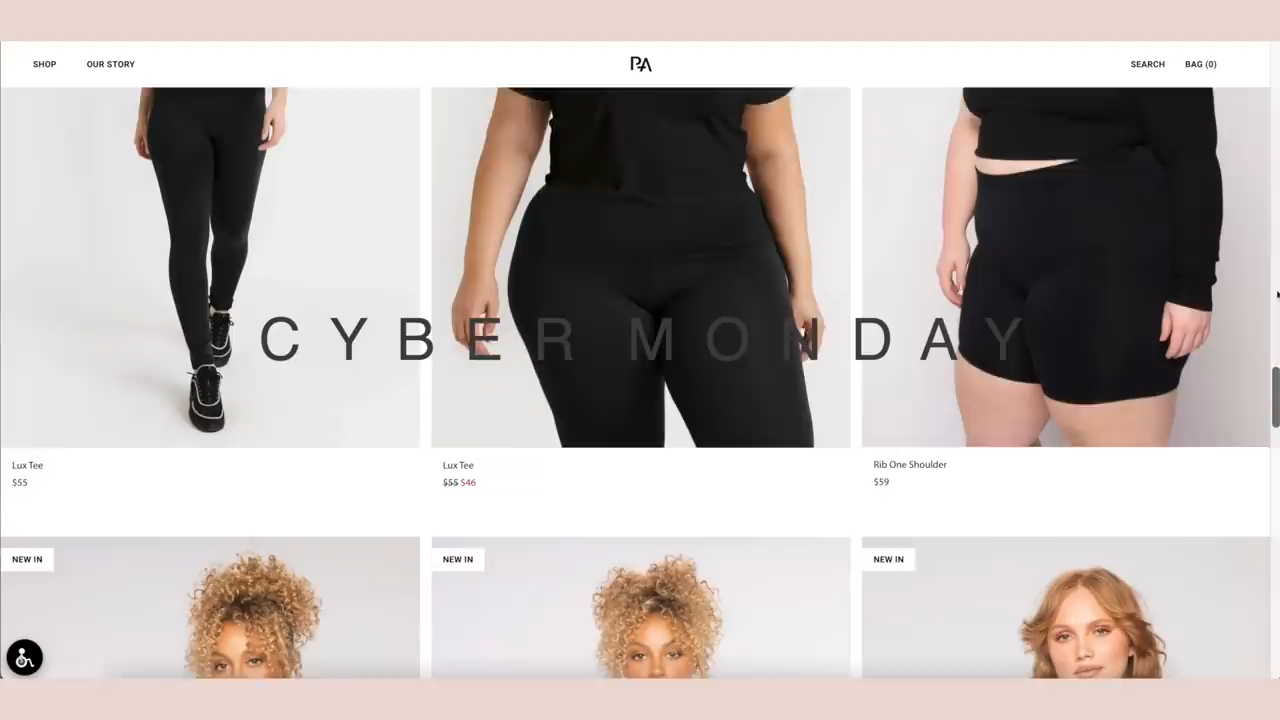 SHOP OUR STORY RA SEARCH BAG (0)
CYBER MONDAY
Lux Tee Lux Tee Rib One Shoulder
$55 $55 $46 $59
NEW IN NEW IN NEW IN